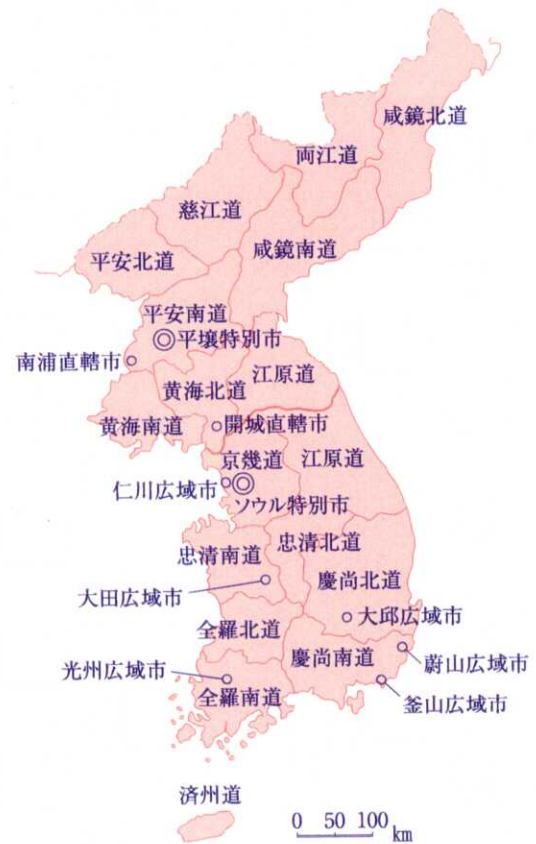 咸鏡北道
両江道
慈江道
咸鏡南道
平安北道
平安南道
平壌特別市
南浦直轄市
江原道
黄海北道
黄海南道
開城直轄市
京幾道
江原道
仁川広域市
ソウル特別市
忠清北道
忠清南道
慶尚北道
大田広域市
大邱広域市
全羅北道
慶尚南道
蔚山広域市
光州広域市
全羅南道
釜山広域市
済州道
0 50 100
km